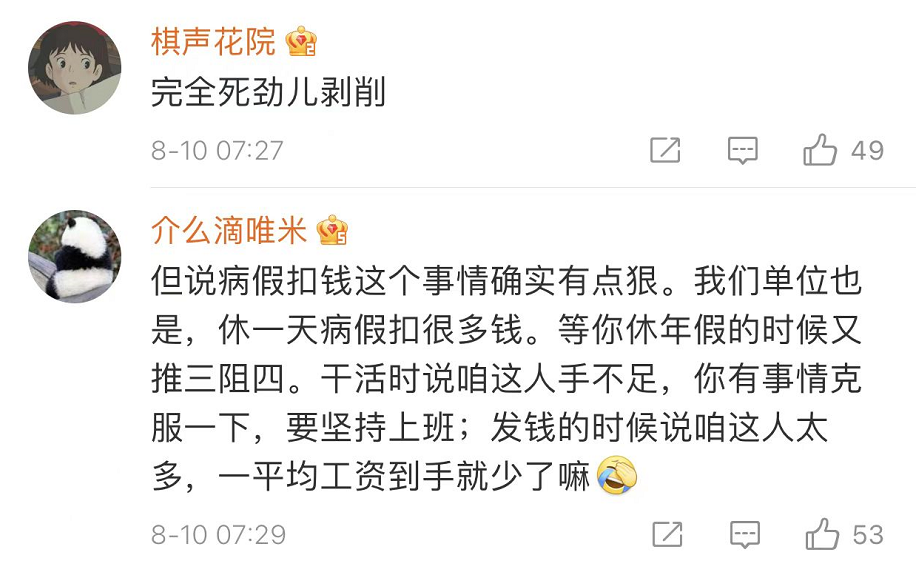 棋声花院
完全死劲儿剥削
8-10 07:27
49
介么滴唯米
但说病假扣钱这个事情确实有点狠。我们单位也
是，休一天病假扣很多钱。等你休年假的时候又
推三阻四。干活时说咱这人手不足，你有事情克
服一下，要坚持上班；发钱的时候说咱这人太
多，一平均工资到手就少了嘛🤣
8-10 07:29
53